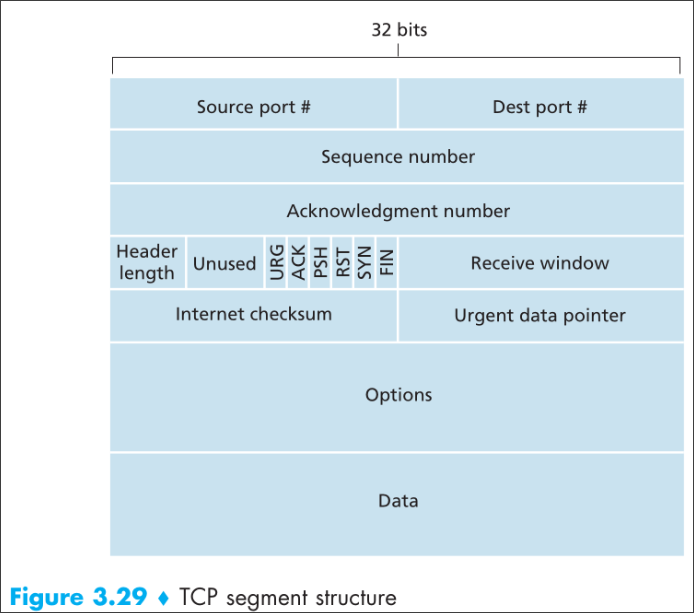 32 bits
Source port #
Dest port #
Sequence number
Acknowledgment number
Header
length
Unused
URG
ACK
PSH
RST
SYN
FIN
Receive window
Internet checksum
Urgent data pointer
Options
Data
Figure 3.29 ♦ TCP segment structure